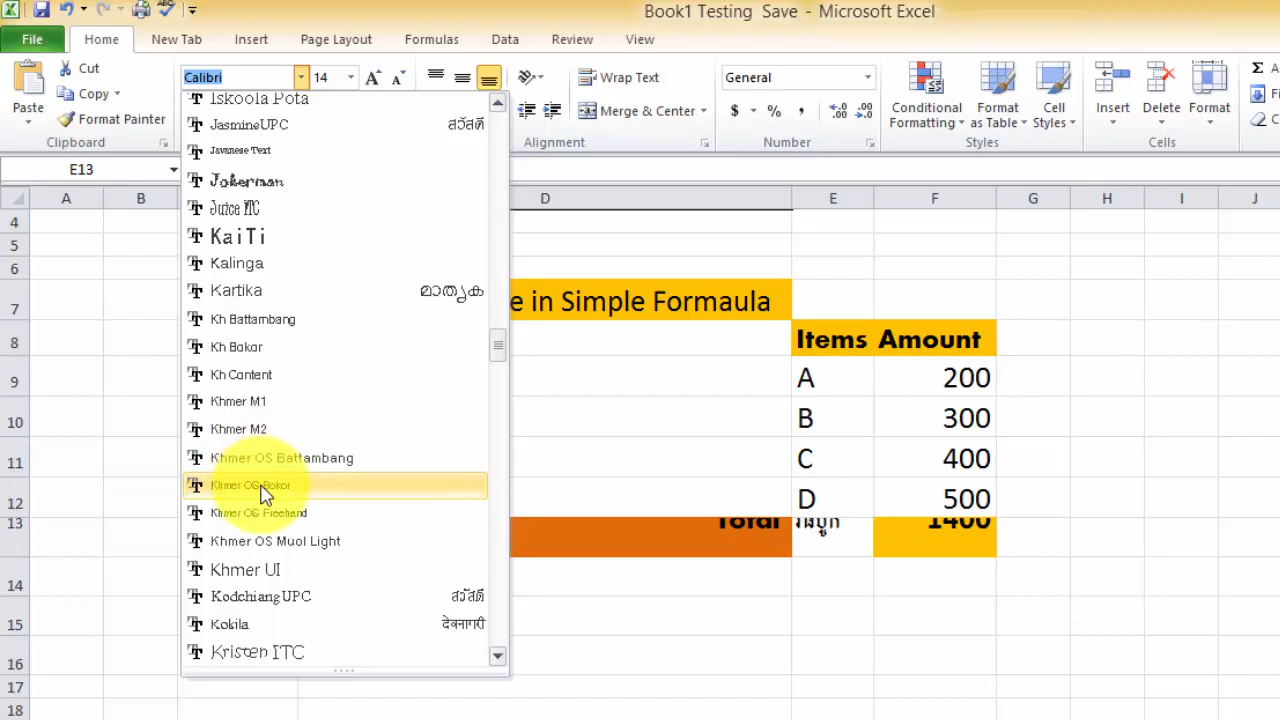 Book1 Testing Save - Microsoft Excel
File Home New Tab Insert Page Layout Formulas Data Review View
Cut
Copy
Format Painter
Paste
Clipboard
Calibri 14
Wrap Text
Merge & Center
Alignment
General
$ % ,
Number
Conditional Formatting
Format as Table
Cell Styles
Styles
Insert Delete Format
Cells
E13
A B D E F G H I J
Iskoola Pota
JasmineUPC สวัสดี
Javanese Text
Jokerman
Juice ITC
KaiTi
Kalinga
Kartika മാതൃക
Kh Battambang
Kh Bakar
Kh Content
Khmer M1
Khmer M2
Khmer OS Battambang
Khmer OS Bokor
Khmer OS Freehand
Khmer OS Muol Light
Khmer UI
KodchiangUPC สวัสดี
Kokila देवनागरी
Kristen ITC
4
5
6
7 e in Simple Formaula
8 Items Amount
9 A 200
10 B 300
11 C 400
12 D 500
13 Total 1400
14
15
16
17
18